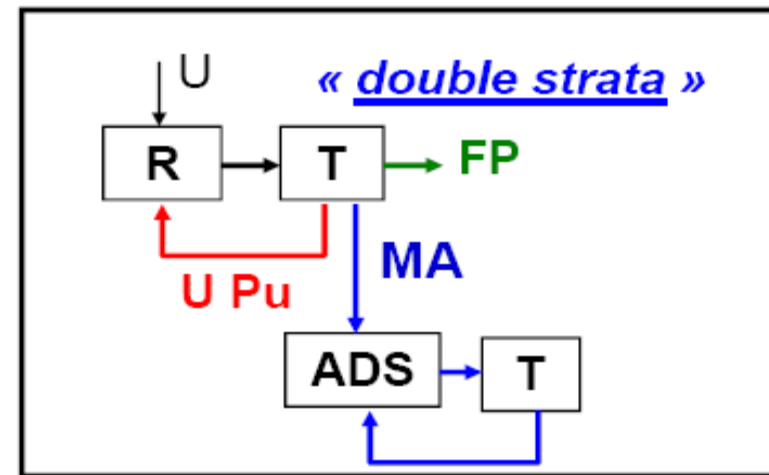 U
« double strata »
R
T
FP
U Pu
MA
ADS
T